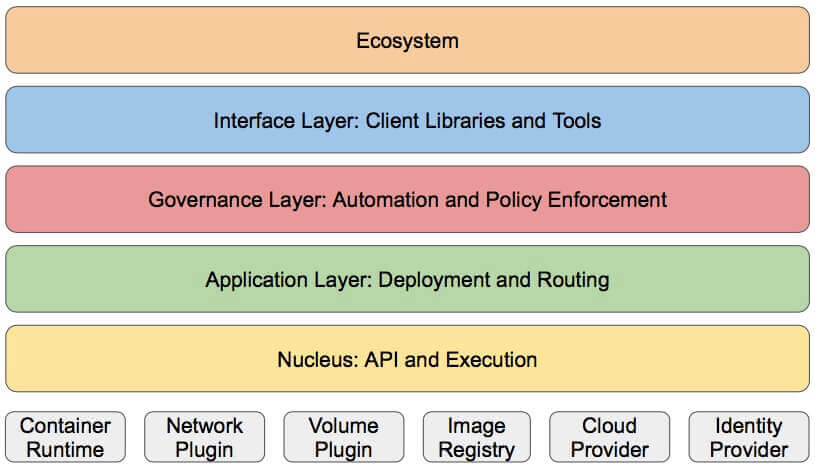 Ecosystem
Interface Layer: Client Libraries and Tools
Governance Layer: Automation and Policy Enforcement
Application Layer: Deployment and Routing
Nucleus: API and Execution
Container
Runtime
Network
Plugin
Volume
Plugin
Image
Registry
Cloud
Provider
Identity
Provider